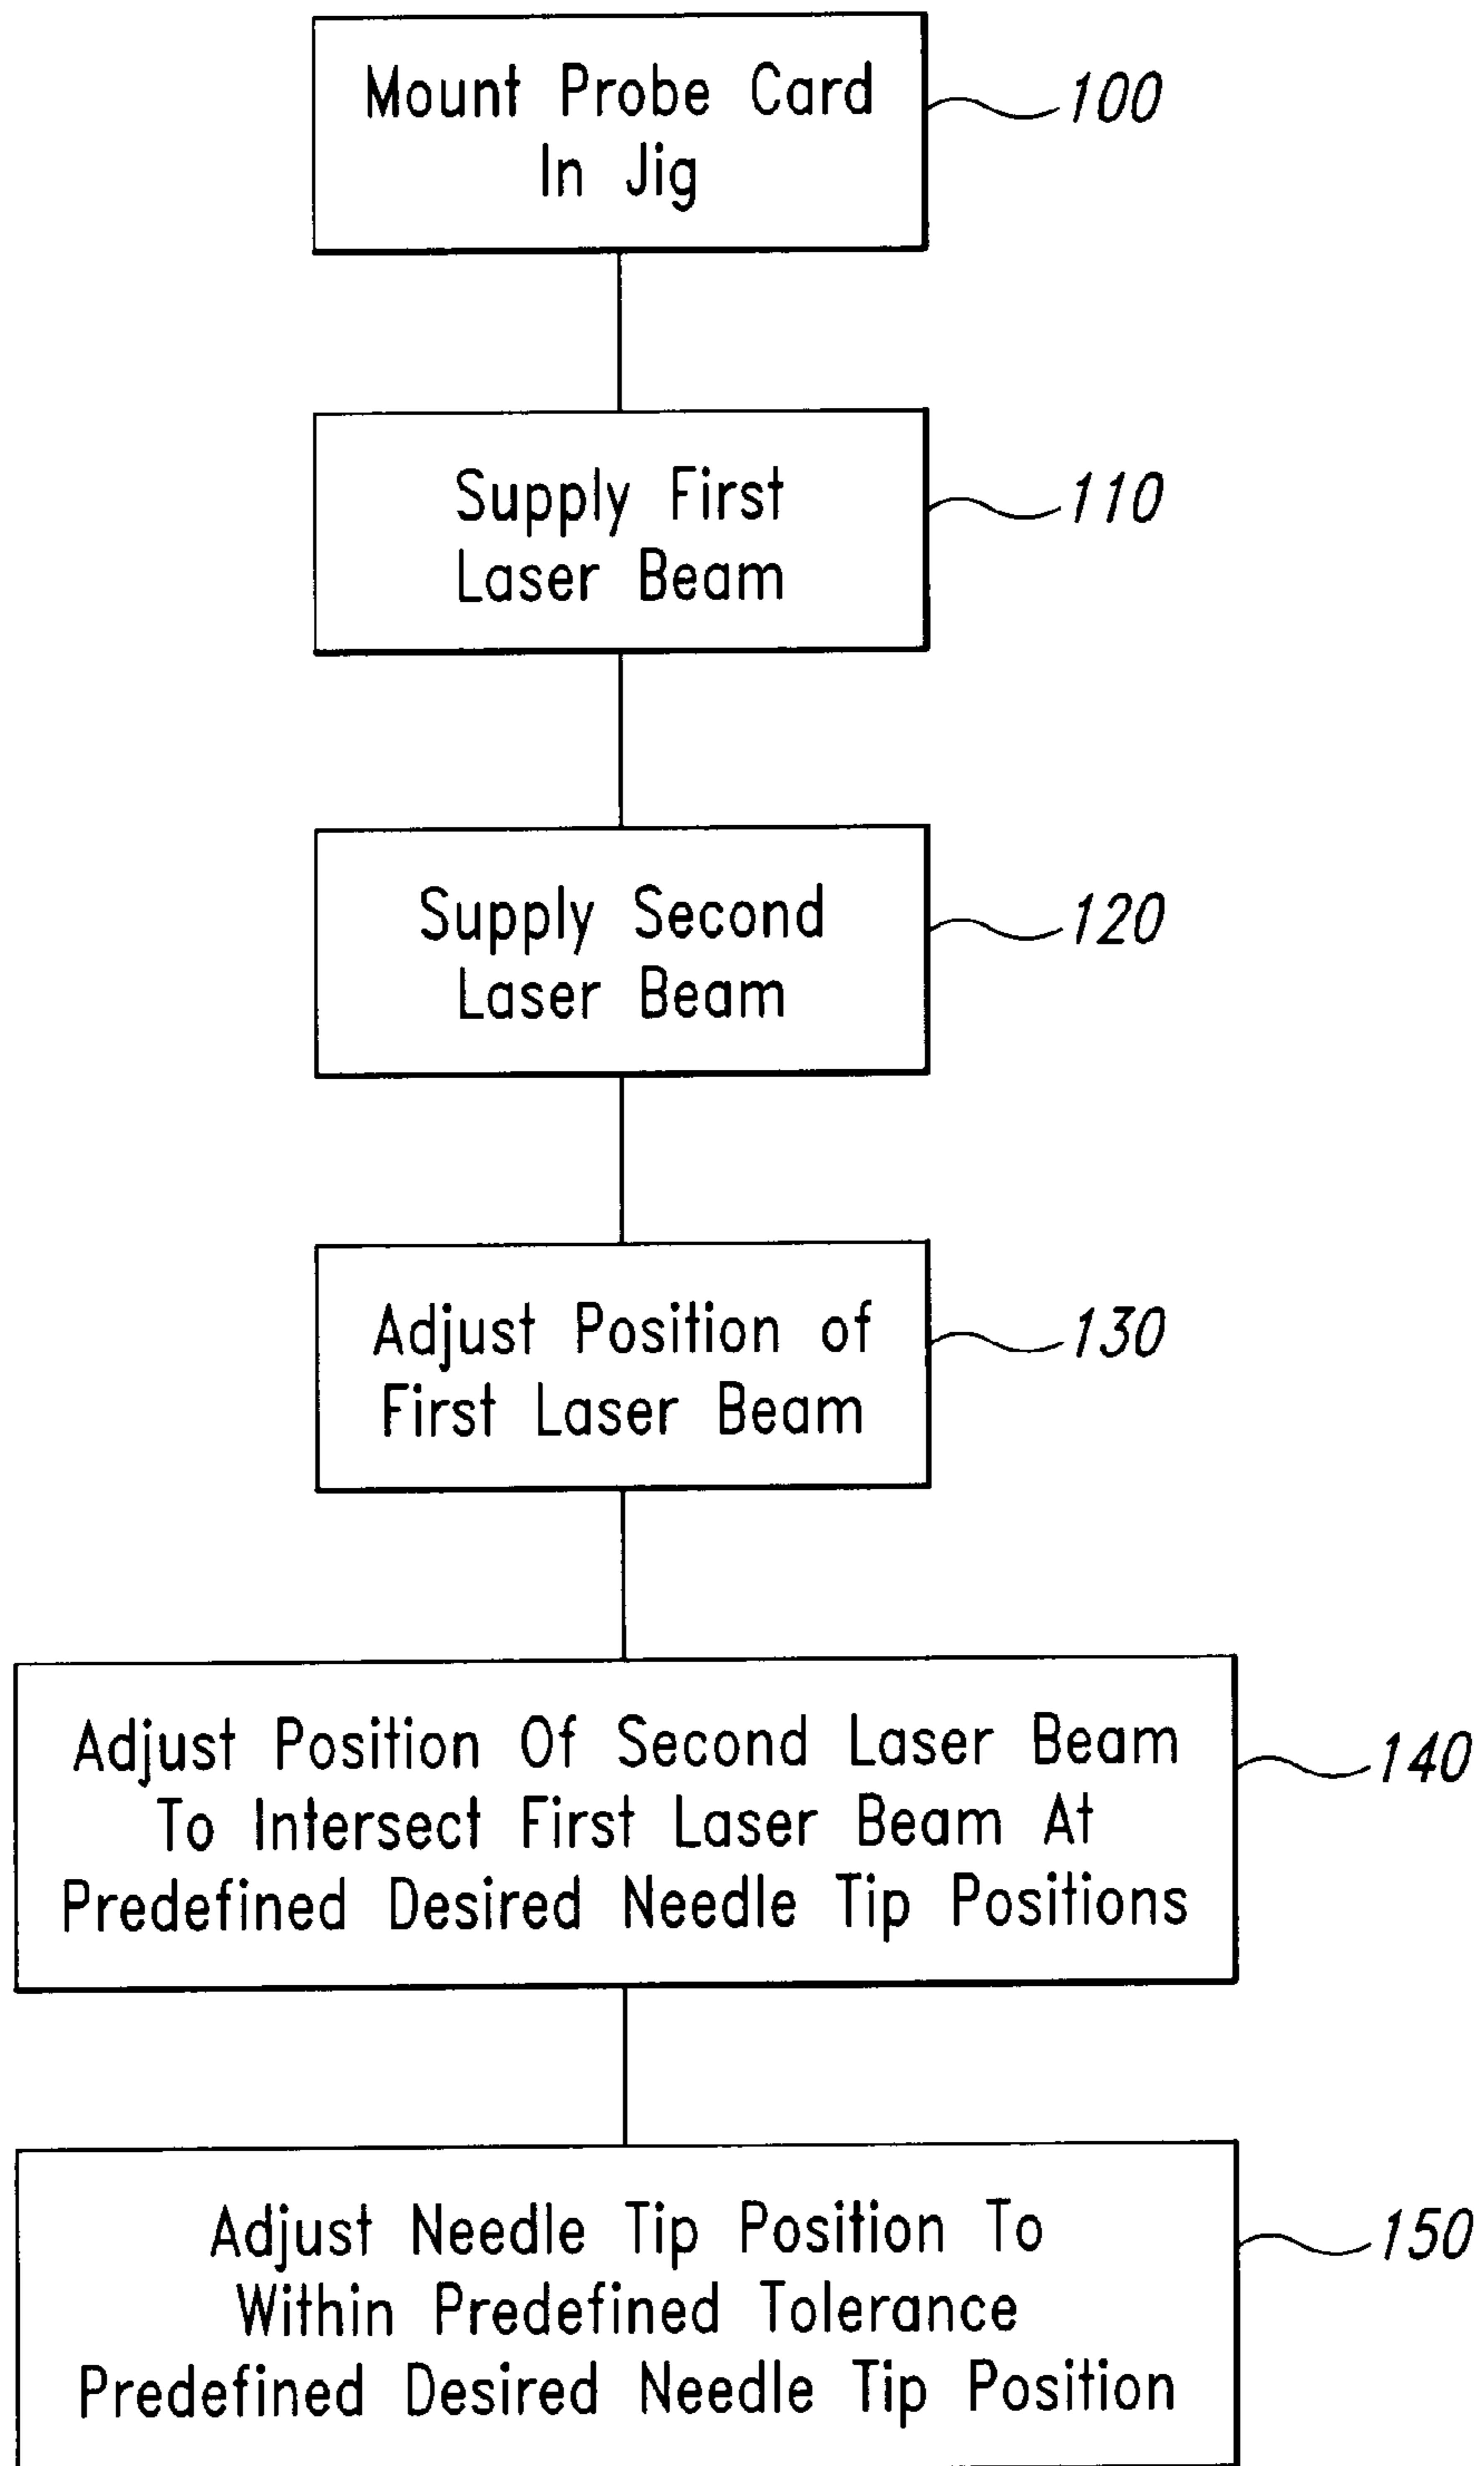 Mount Probe Card
In Jig
100
Supply First
Laser Beam
110
Supply Second
Laser Beam
120
Adjust Position of
First Laser Beam
130
Adjust Position Of Second Laser Beam
To Intersect First Laser Beam At
Predefined Desired Needle Tip Positions
140
Adjust Needle Tip Position To
Within Predefined Tolerance
Predefined Desired Needle Tip Position
150